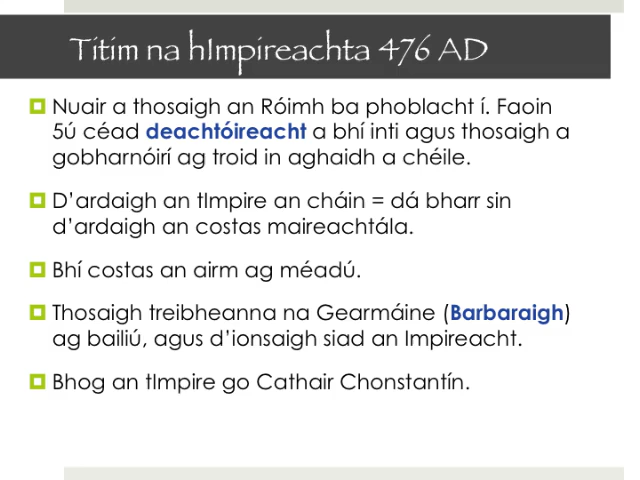 Titim na hImpireachta 476 AD
Nuair a thosaigh an Róimh ba phoblacht í. Faoin
5ú céad deachtóireacht a bhí inti agus thosaigh a
gobharnóirí ag troid in aghaidh a chéile.
D'ardaigh an tImpire an cháin = dá bharr sin
d'ardaigh an costas maireachtála.
Bhí costas an airm ag méadú.
Thosaigh treibheanna na Gearmáine (Barbaraigh)
ag bailiú, agus d'ionsaigh siad an Impireacht.
Bhog an tImpire go Cathair Chonstantín.